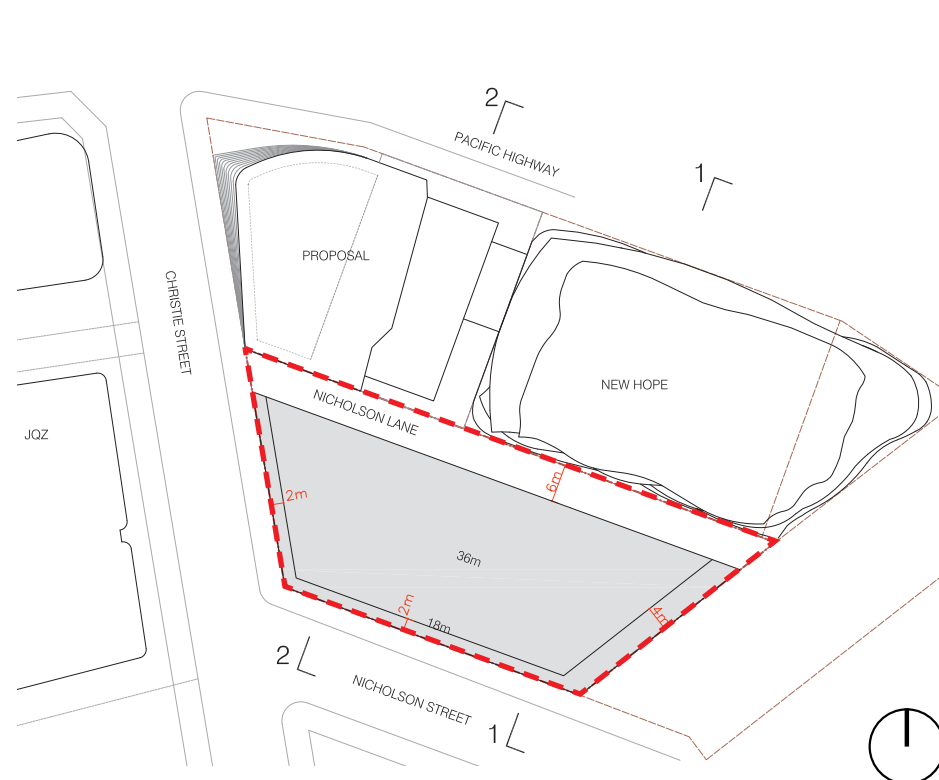 2
PACIFIC HIGHWAY
1
PROPOSAL
CHRISTIE STREET
NEW HOPE
NICHOLSON LANE
JQZ
6m
2m
36m
2m
18m
4m
2
NICHOLSON STREET
1